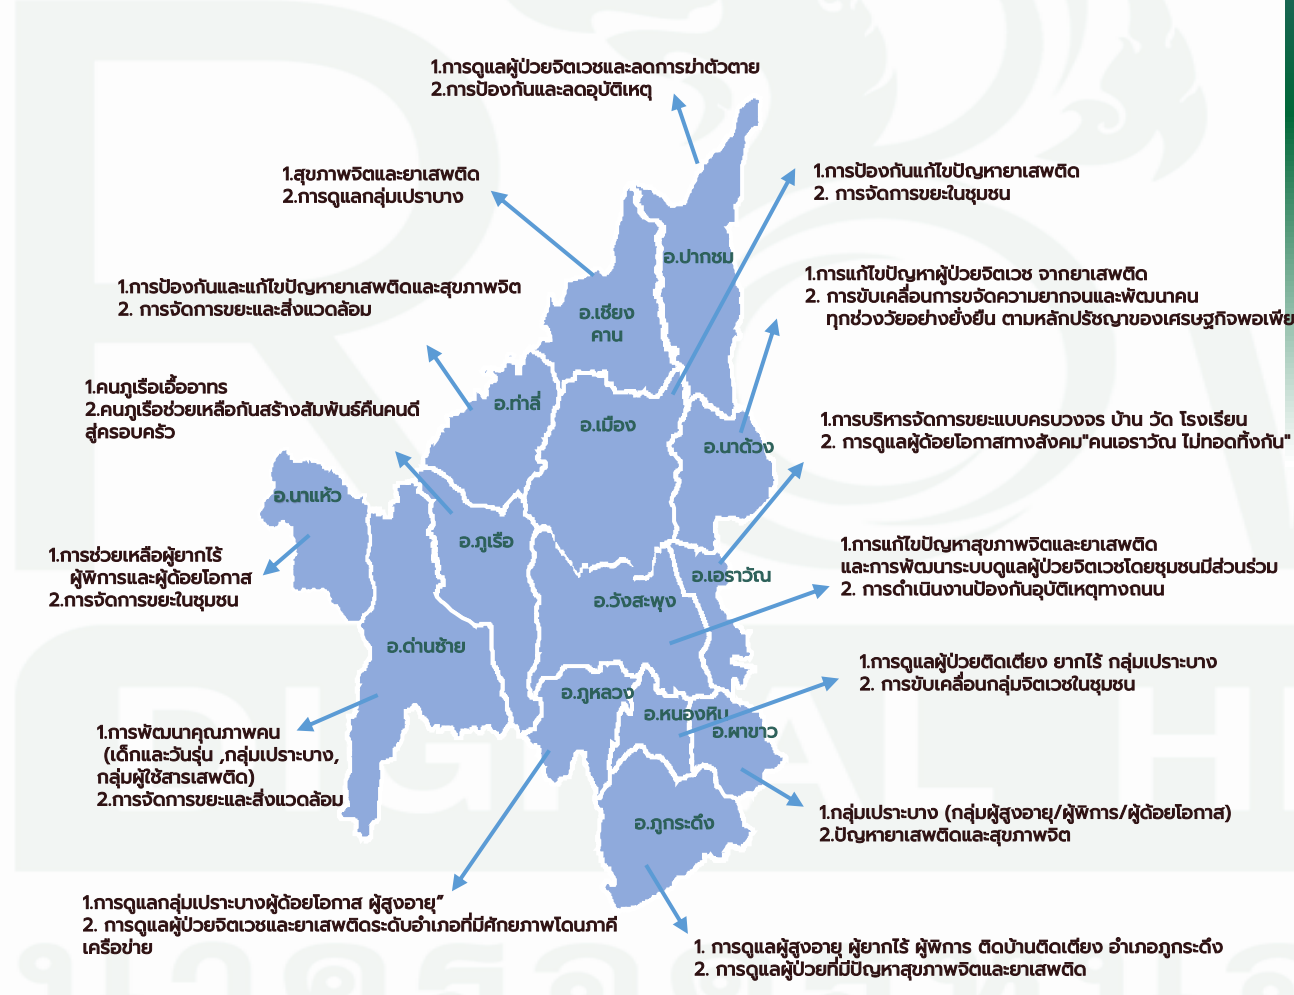 1.การดูแลผู้ป่วยจิตเวชและลดการฆ่าตัวตาย
2.การป้องกันและลดอุบัติเหตุ
1.สุขภาพจิตและยาเสพติด
2.การดูแลกลุ่มเปราบาง
1.การป้องกันแก้ไขปัญหายาเสพติด
2. การจัดการขยะในชุมชน
อ.ปากชม
1.การป้องกันและแก้ไขปัญหายาเสพติดและสุขภาพจิต
2. การจัดการขยะและสิ่งแวดล้อม
1.การแก้ไขปัญหาผู้ป่วยจิตเวช จากยาเสพติด
2. การขับเคลื่อนการขจัดความยากจนและพัฒนาคน
ทุกช่วงวัยอย่างยั่งยืน ตามหลักปรัชญาของเศรษฐกิจพอเพีย
อ.เชียง
คาน
1.คนภูเรือเอื้ออาทร
2.คนภูเรือช่วยเหลือกันสร้างสัมพันธ์คืนคนดี
สู่ครอบครัว
อ.ท่าลี่
อ.เมือง
อ.นาด้วง
1.การบริหารจัดการขยะแบบครบวงจร บ้าน วัด โรงเรียน
2. การดูแลผู้ด้อยโอกาสทางสังคม"คนเอราวัณ ไม่ทอดทิ้งกัน"
อ.นาแห้ว
อ.ภูเรือ
อ.เอราวัณ
1.การช่วยเหลือผู้ยากไร้
ผู้พิการและผู้ด้อยโอกาส
2.การจัดการขยะในชุมชน
1.การแก้ไขปัญหาสุขภาพจิตและยาเสพติด
และการพัฒนาระบบดูแลผู้ป่วยจิตเวชโดยชุมชนมีส่วนร่วม
2. การดำเนินงานป้องกันอุบัติเหตุทางถนน
อ.วังสะพุง
อ.ด่านซ้าย
1.การดูแลผู้ป่วยติดเตียง ยากไร้ กลุ่มเปราะบาง
2. การขับเคลื่อนกลุ่มจิตเวชในชุมชน
อ.ภูหลวง
อ.หนองหิน
อ.ผาขาว
1.การพัฒนาคุณภาพคน
(เด็กและวันรุ่น ,กลุ่มเปราะบาง,
กลุ่มผู้ใช้สารเสพติด)
2.การจัดการขยะและสิ่งแวดล้อม
1.กลุ่มเปราะบาง (กลุ่มผู้สูงอายุ/ผู้พิการ/ผู้ด้อยโอกาส)
2.ปัญหายาเสพติดและสุขภาพจิต
อ.ภูกระดึง
1.การดูแลกลุ่มเปราะบางผู้ด้อยโอกาส ผู้สูงอายุ”
2. การดูแลผู้ป่วยจิตเวชและยาเสพติดระดับอำเภอที่มีศักยภาพโดนภาคี
เครือข่าย
1. การดูแลผู้สูงอายุ ผู้ยากไร้ ผู้พิการ ติดบ้านติดเตียง อำเภอภูกระดึง
2. การดูแลผู้ป่วยที่มีปัญหาสุขภาพจิตและยาเสพติด